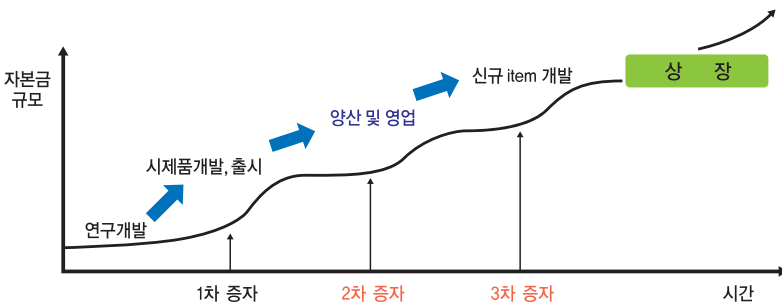 자본금
규모
상 장
신규 item 개발
양산 및 영업
시제품개발, 출시
연구개발
1차 증자
2차 증자
3차 증자
시간